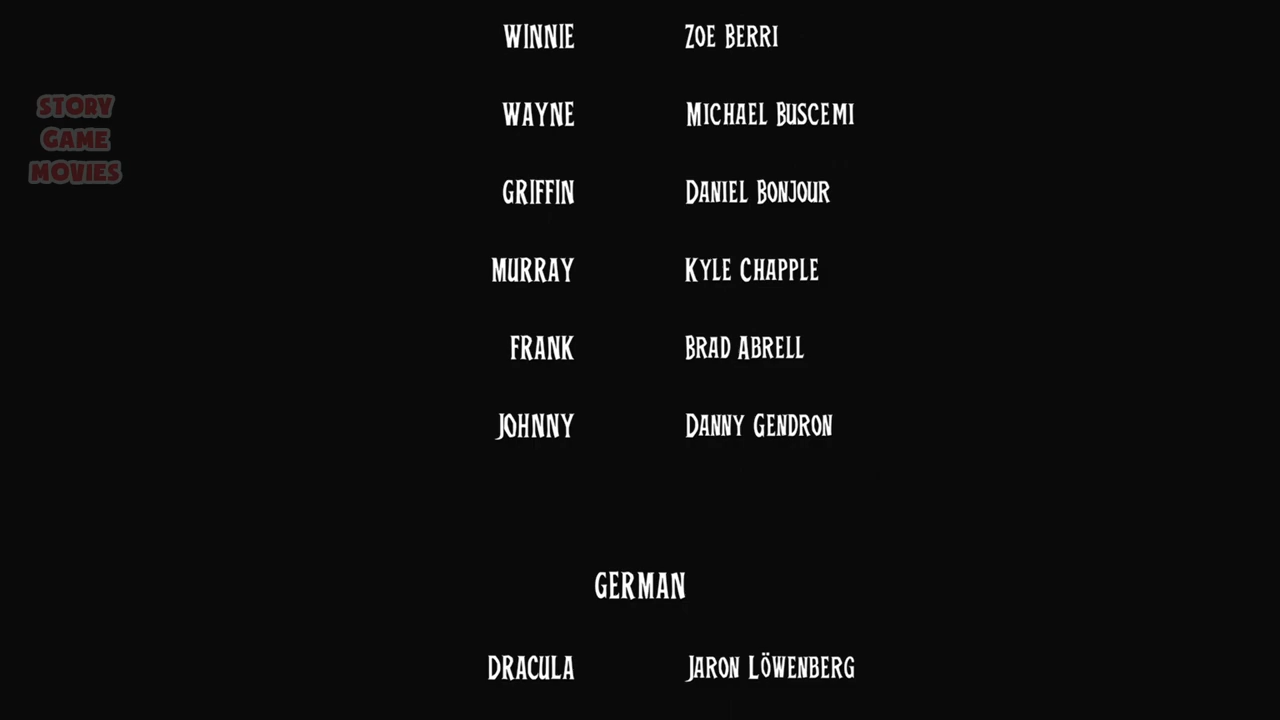 WINNIE ZOE BERRI
STORY
GAME
MOVIES
WAYNE MICHAEL BUSCEMI
GRIFFIN DANIEL BONJOUR
MURRAY KYLE CHAPPLE
FRANK BRAD ABRELL
JOHNNY DANNY GENDRON
GERMAN
DRACULA JARON LÖWENBERG